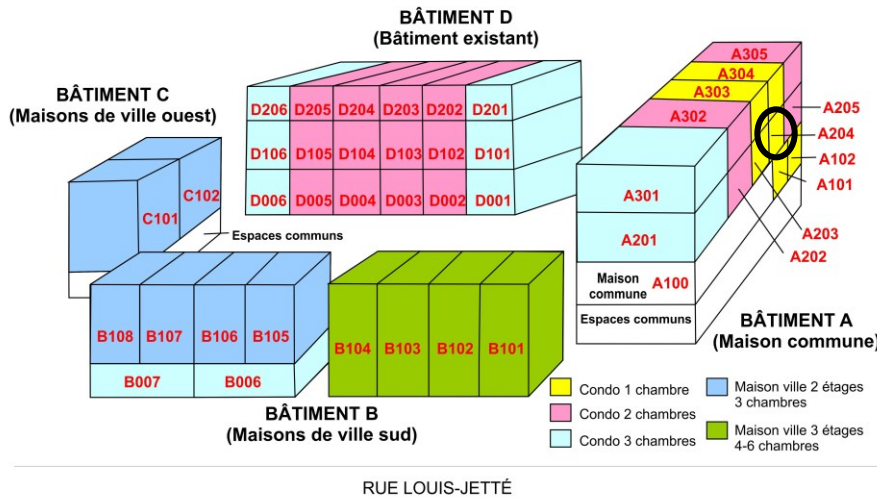 BÂTIMENT D
(Bâtiment existant)
BÂTIMENT C
(Maisons de ville ouest)
D206 D205 D204 D203 D202 D201
D106 D105 D104 D103 D102 D101
D006 D005 D004 D003 D002 D001
C102
C101
Espaces communs
A305
A304
A303
A302
A301
A201
A205
A204
A102
A101
A203
A202
Maison commune A100
Espaces communs
BÂTIMENT A
(Maison commune)
B108 B107 B106 B105
B007 B006
B104 B103 B102 B101
BÂTIMENT B
(Maisons de ville sud)
Condo 1 chambre
Condo 2 chambres
Condo 3 chambres
Maison ville 2 étages
3 chambres
Maison ville 3 étages
4-6 chambres
RUE LOUIS-JETTÉ